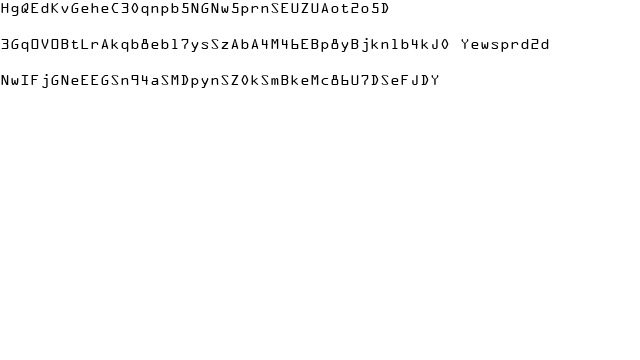 HgQEdKvGeheC30qnpb5NGNw5prnSEUZUAot2o5D
3GqOVOBtLrAkqb8eb17ysSzAbA4M46EBp8yBjkn1b4kJ0 Yewsprd2d
NwIFjGNeEEGSn94aSMDpynSZ0kSmBkeMc86U7DSeFJDY